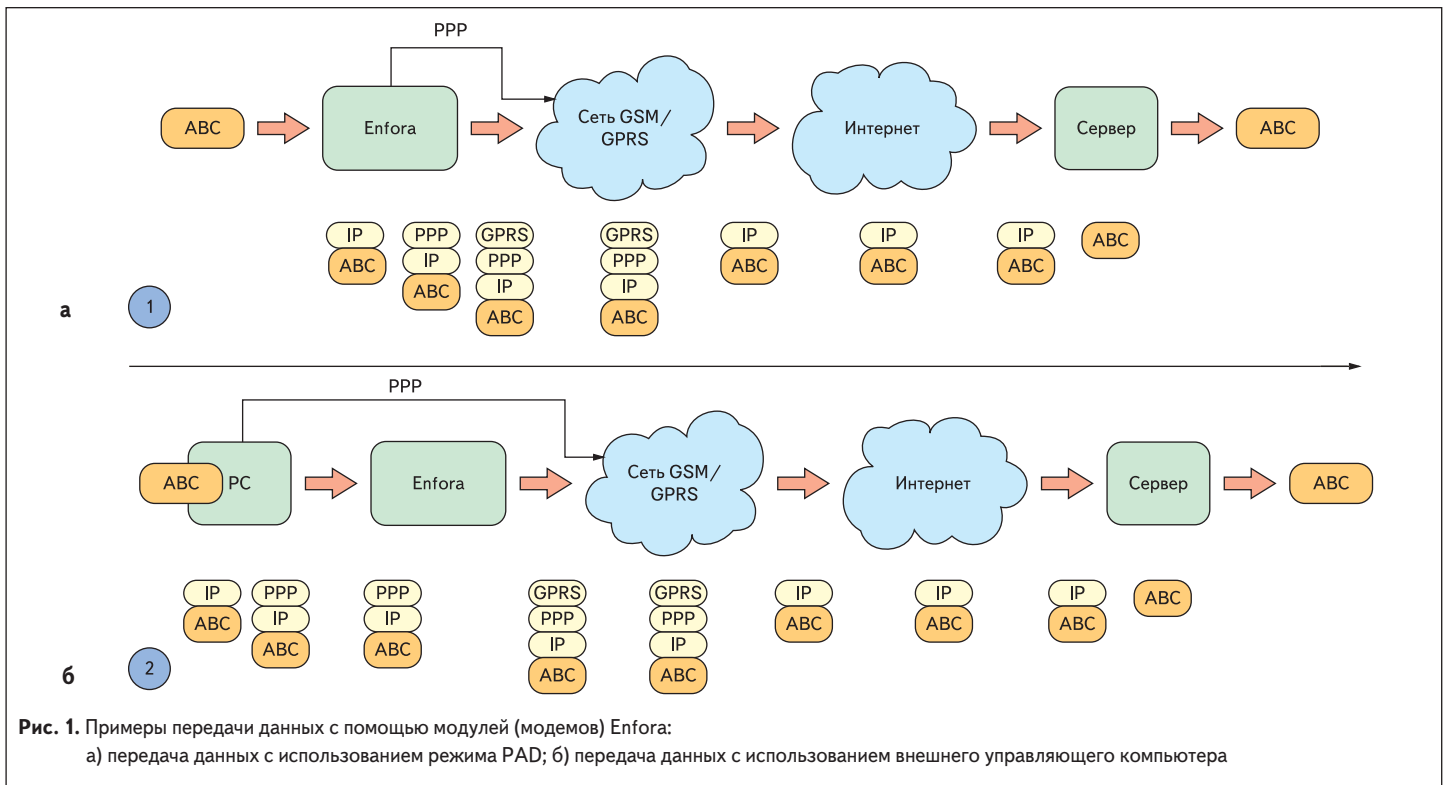 PPP
ABC
Enfora
Сеть GSM/
GPRS
Интернет
Сервер
ABC
IP
ABC
PPP
IP
ABC
GPRS
PPP
IP
ABC
GPRS
PPP
IP
ABC
IP
ABC
IP
ABC
IP
ABC
ABC
а
1
PPP
ABC
PC
Enfora
Сеть GSM/
GPRS
Интернет
Сервер
ABC
IP
ABC
PPP
IP
ABC
PPP
IP
ABC
GPRS
PPP
IP
ABC
GPRS
PPP
IP
ABC
IP
ABC
IP
ABC
IP
ABC
ABC
б
2
Рис. 1. Примеры передачи данных с помощью модулей (модемов) Enfora:
а) передача данных с использованием режима PAD; б) передача данных с использованием внешнего управляющего компьютера